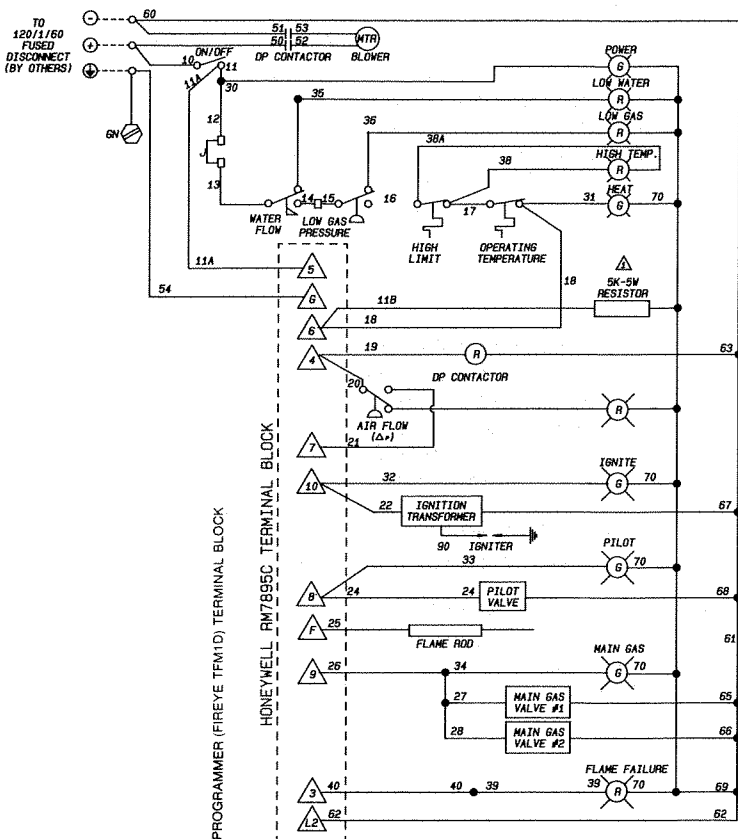 60
TO
120/1/60
FUSED
DISCONNECT
(BY OTHERS)
51 53
50 52
MTR
10
ON/OFF
DP CONTACTOR
BLOWER
11
11A
30
POWER
G
LOW WATER
35
R
LOW GAS
GN
12
36
R
38A
HIGH TEMP.
J
38
R
13
HEAT
14 15
16
17
31
G
70
WATER
FLOW
LOW GAS
PRESSURE
HIGH
LIMIT
OPERATING
TEMPERATURE
11A
5
1
54
G
11B
18
5K-5W
RESISTOR
6
18
4
19
R
63
DP CONTACTOR
20
R
AIR FLOW
(ΔP)
7
21
IGNITE
10
32
G
70
22
IGNITION
TRANSFORMER
67
90
IGNITER
PILOT
33
G
70
8
24
24
PILOT
VALVE
68
F
25
FLAME ROD
61
MAIN GAS
9
26
34
G
70
27
MAIN GAS
VALVE #1
65
28
MAIN GAS
VALVE #2
66
FLAME FAILURE
3
40
40
39
39
R
70
69
L2
62
62
HONEYWELL RM7895C TERMINAL BLOCK
PROGRAMMER (FIREYE TFM1D) TERMINAL BLOCK